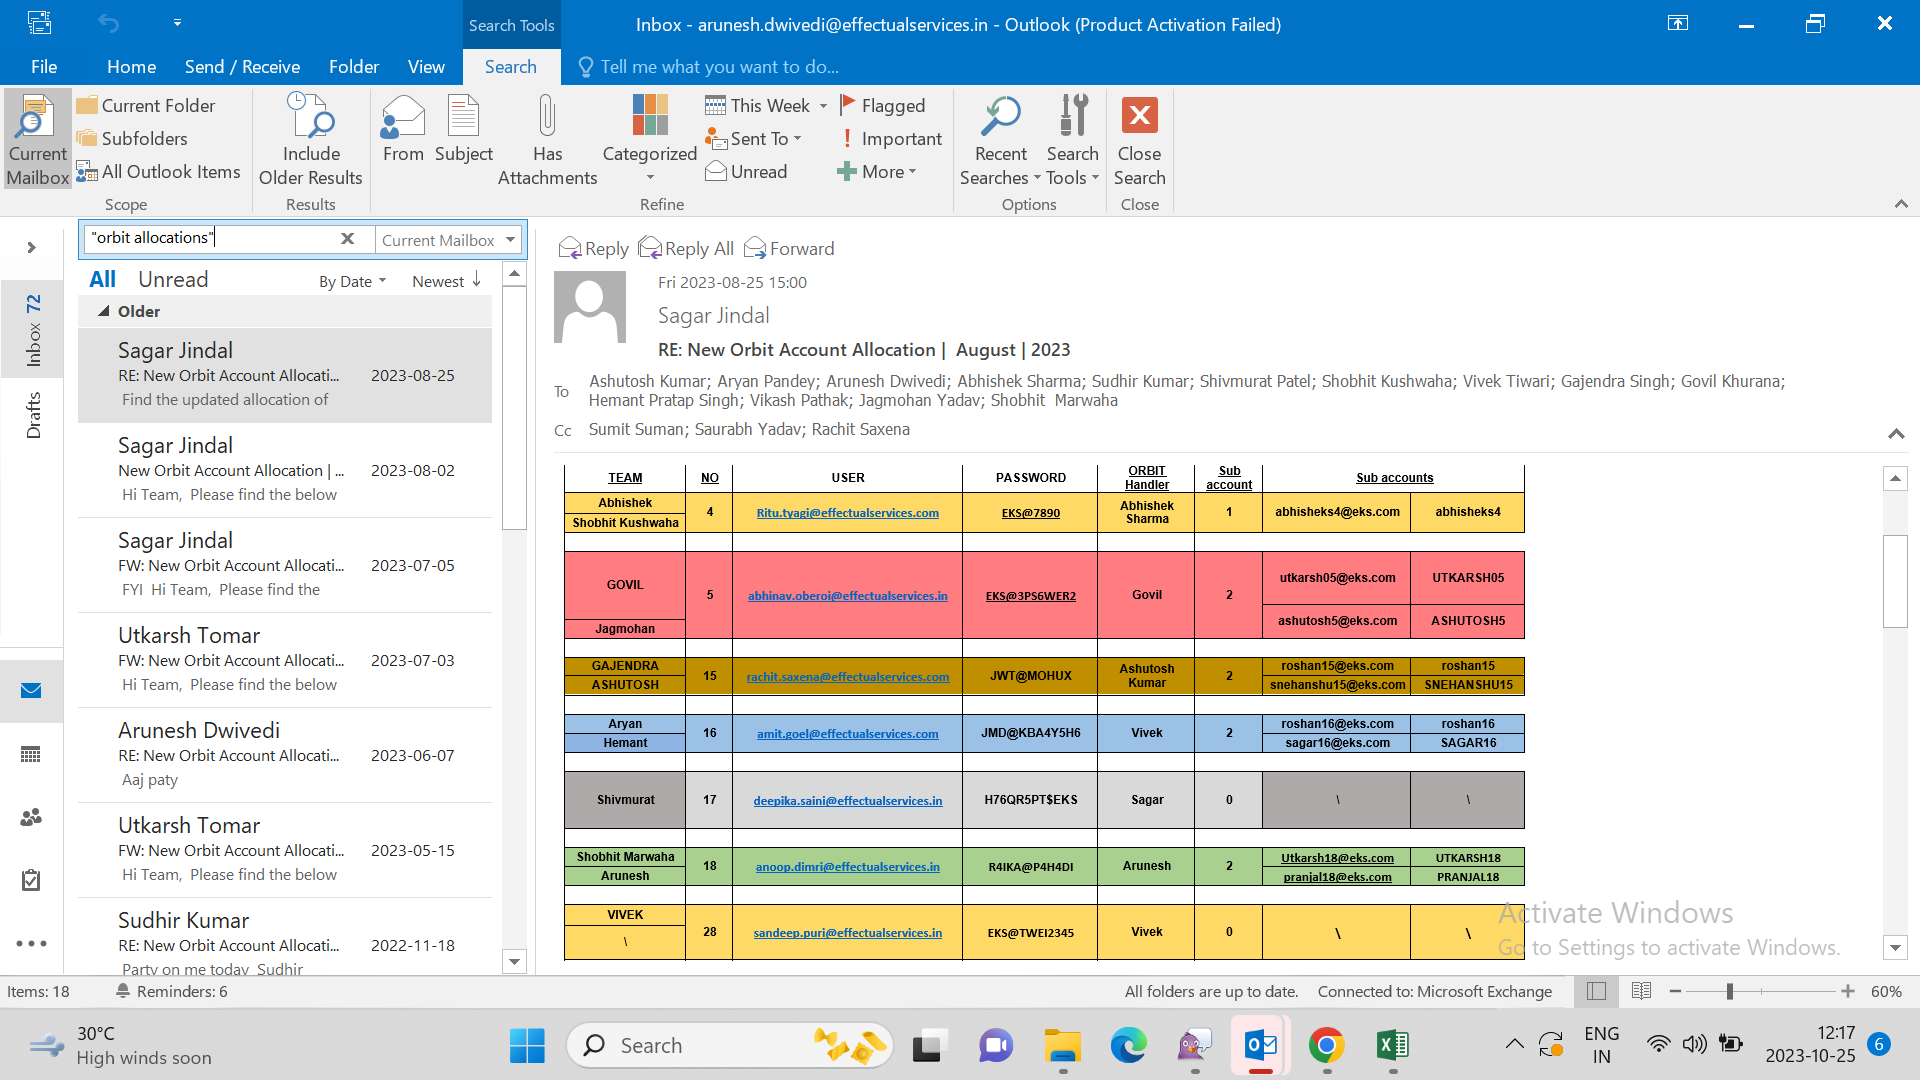 Search Tools
Inbox - arunesh.dwivedi@effectualservices.in - Outlook (Product Activation Failed)
File Home Send / Receive Folder View Search Tell me what you want to do...
Current Mailbox
Current Folder
Subfolders
All Outlook Items
Scope
Include Older Results
Results
From
Subject
Has Attachments
Categorized
This Week
Sent To
Unread
Flagged
Important
More
Refine
Recent Searches
Search Tools
Options
Close Search
Close
"orbit allocations" Current Mailbox
All Unread By Date Newest
Older
Inbox 72
Drafts
Sagar Jindal
RE: New Orbit Account Allocati... 2023-08-25
Find the updated allocation of
Sagar Jindal
New Orbit Account Allocation | ... 2023-08-02
Hi Team, Please find the below
Sagar Jindal
FW: New Orbit Account Allocati... 2023-07-05
FYI Hi Team, Please find the
Utkarsh Tomar
FW: New Orbit Account Allocati... 2023-07-03
Hi Team, Please find the below
Arunesh Dwivedi
RE: New Orbit Account Allocati... 2023-06-07
Aaj paty
Utkarsh Tomar
FW: New Orbit Account Allocati... 2023-05-15
Hi Team, Please find the below
Sudhir Kumar
RE: New Orbit Account Allocati... 2022-11-18
Party on me today Sudhir
Reply Reply All Forward
Fri 2023-08-25 15:00
Sagar Jindal
RE: New Orbit Account Allocation | August | 2023
To Ashutosh Kumar; Aryan Pandey; Arunesh Dwivedi; Abhishek Sharma; Sudhir Kumar; Shivmurat Patel; Shobhit Kushwaha; Vivek Tiwari; Gajendra Singh; Govil Khurana;
Hemant Pratap Singh; Vikash Pathak; Jagmohan Yadav; Shobhit Marwaha
Cc Sumit Suman; Saurabh Yadav; Rachit Saxena
TEAM NO USER PASSWORD ORBIT Handler Sub account Sub accounts
Abhishek
Shobhit Kushwaha 4 Ritu.tyagi@effectualservices.com EKS@7890 Abhishek Sharma 1 abhisheks4@eks.com abhisheks4
GOVIL 5 abhinav.oberoi@effectualservices.in EKS@3PS6WER2 Govil 2 utkarsh05@eks.com UTKARSH05
Jagmohan ashutosh5@eks.com ASHUTOSH5
GAJENDRA 15 rachit.saxena@effectualservices.com JWT@MOHUX Ashutosh Kumar 2 roshan15@eks.com roshan15
ASHUTOSH snehanshu15@eks.com SNEHANSHU15
Aryan 16 amit.goel@effectualservices.com JMD@KBA4Y5H6 Vivek 2 roshan16@eks.com roshan16
Hemant sagar16@eks.com SAGAR16
Shivmurat 17 deepika.saini@effectualservices.in H76QR5PT$EKS Sagar 0 \ \
Shobhit Marwaha 18 anoop.dimri@effectualservices.in R4IKA@P4H4DI Arunesh 2 Utkarsh18@eks.com UTKARSH18
Arunesh pranjal18@eks.com PRANJAL18
VIVEK 28 sandeep.puri@effectualservices.in EKS@TWEI2345 Vivek 0 \ \
\
Activate Windows
Go to Settings to activate Windows.
Items: 18 Reminders: 6 All folders are up to date. Connected to: Microsoft Exchange 60%
30°C
High winds soon
Search
ENG
IN
12:17
2023-10-25
6